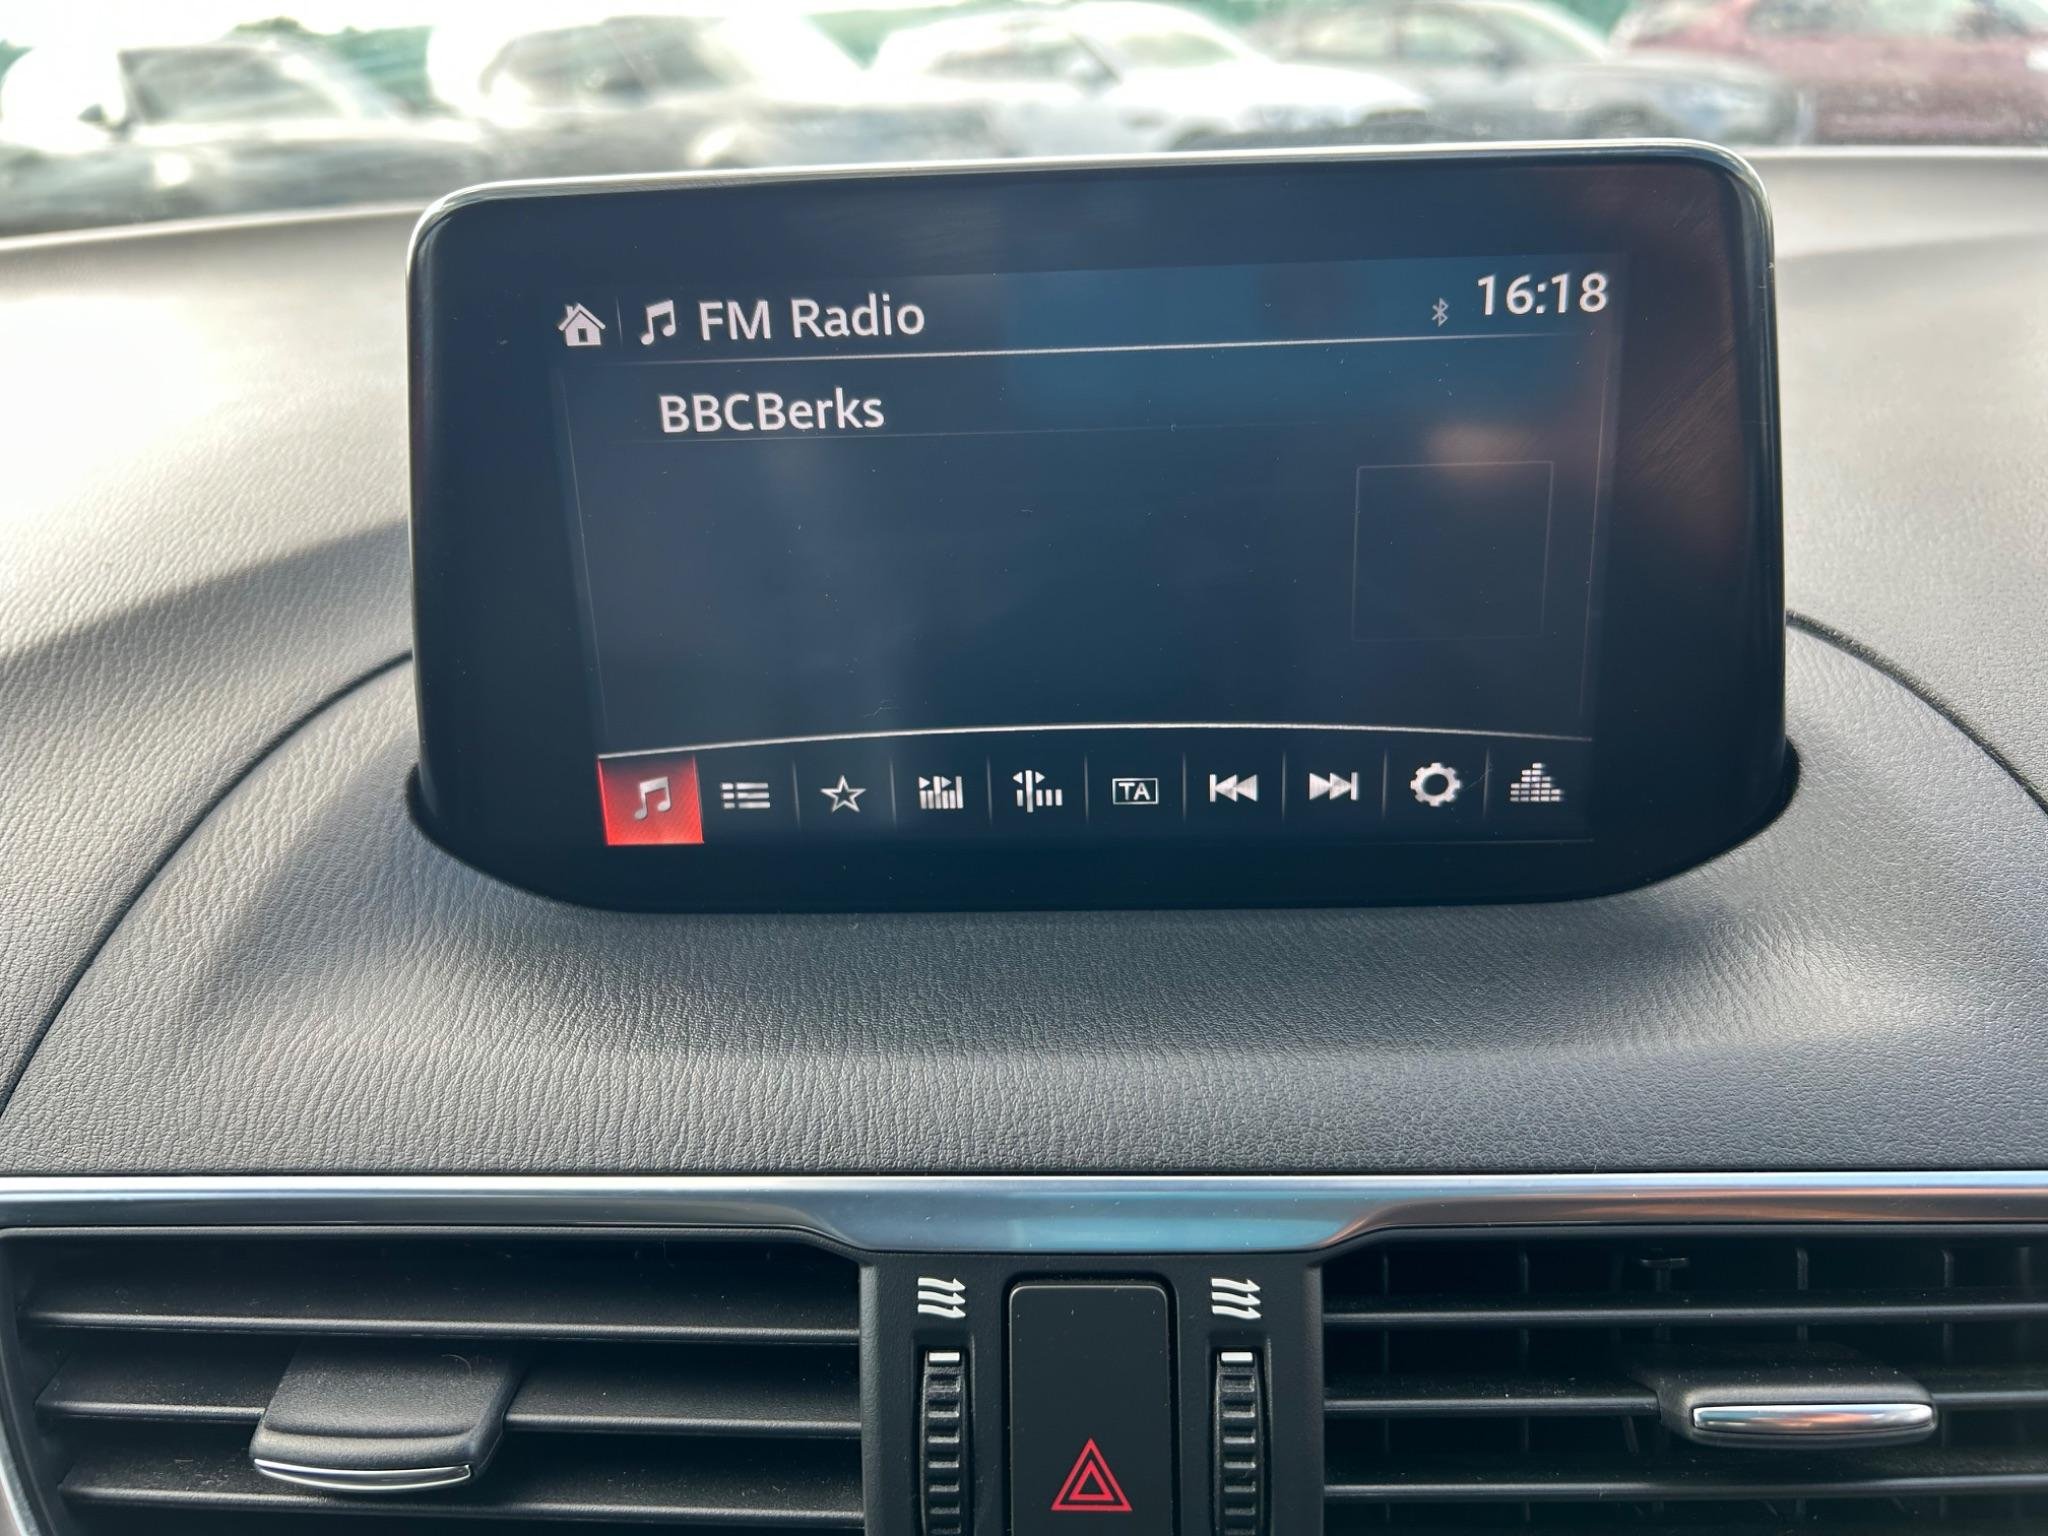 FM Radio 16:18
BBCBerks
TA